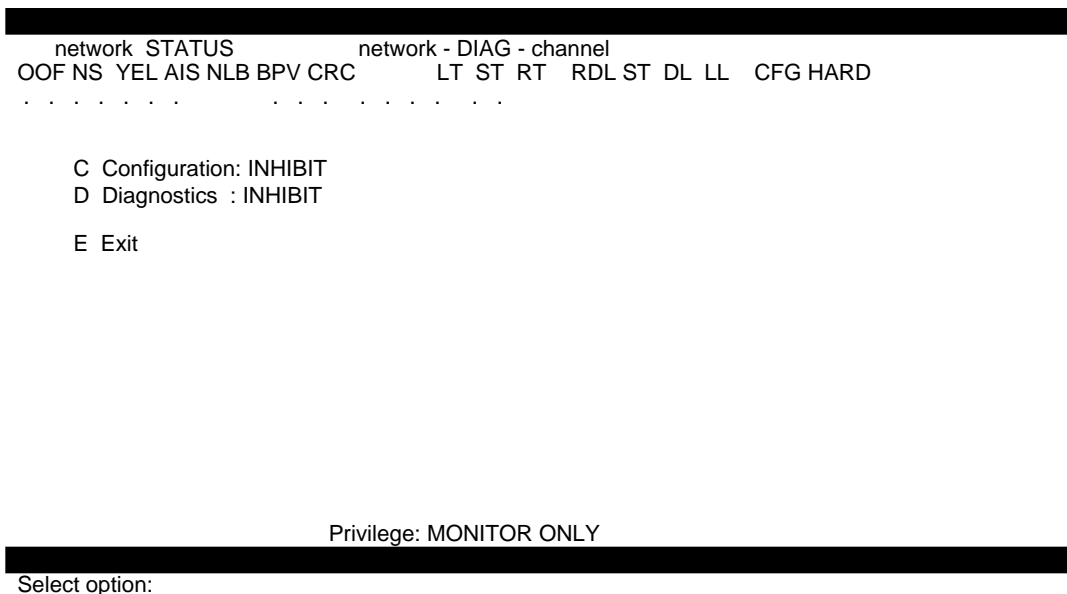 network STATUS network - DIAG - channel
OOF NS YEL AIS NLB BPV CRC LT ST RT RDL ST DL LL CFG HARD
. . . . . . . . . . . . . . . .
C Configuration: INHIBIT
D Diagnostics : INHIBIT
E Exit
Privilege: MONITOR ONLY
Select option: